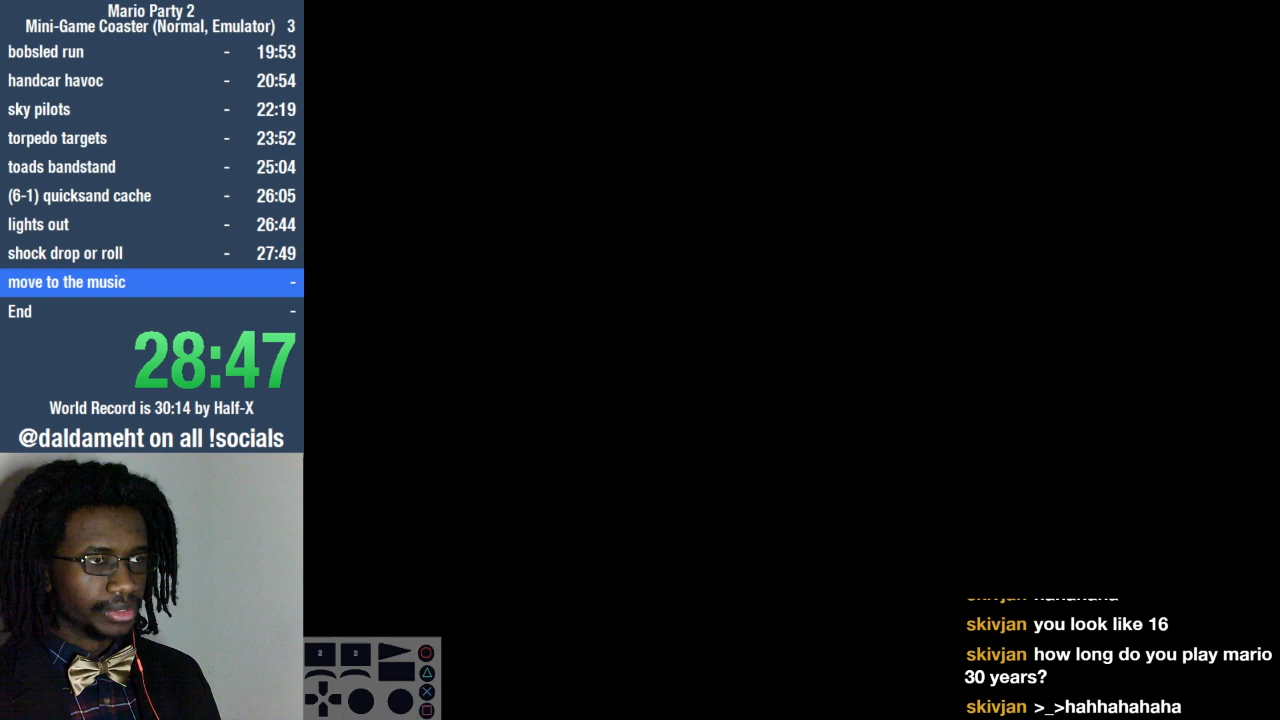 Mario Party 2
Mini-Game Coaster (Normal, Emulator) 3
bobsled run - 19:53
handcar havoc - 20:54
sky pilots - 22:19
torpedo targets - 23:52
toads bandstand - 25:04
(6-1) quicksand cache - 26:05
lights out - 26:44
shock drop or roll - 27:49
move to the music -
End -
28:47
World Record is 30:14 by Half-X
@daldameht on all !socials
2 2
skivjan hahahaha
skivjan you look like 16
skivjan how long do you play mario
30 years?
skivjan >_>hahhahahaha